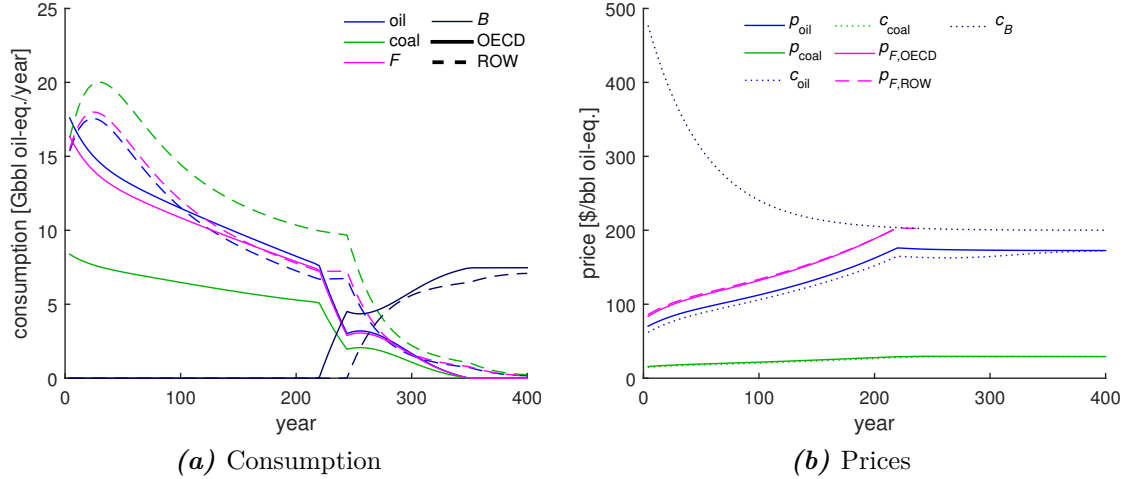 oil
coal
F
B
OECD
ROW
consumption [Gbbl oil-eq./year]
25
20
15
10
5
0
0 100 200 300 400
year
(a) Consumption
p_oil
p_coal
c_oil
c_coal
p_F,OECD
p_F,ROW
c_B
price [$/bbl oil-eq.]
500
400
300
200
100
0
0 100 200 300 400
year
(b) Prices